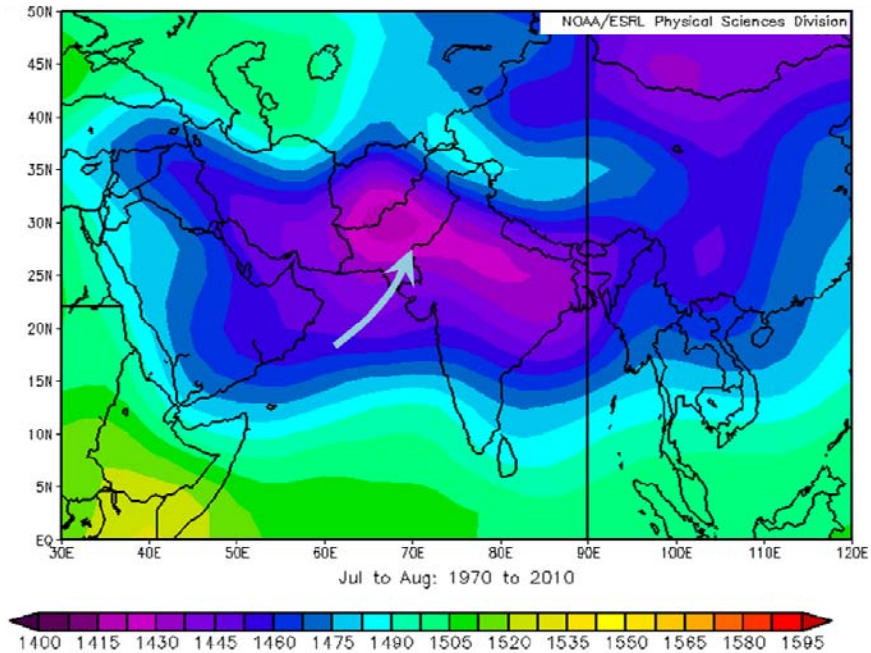 50N
NOAA/ESRL Physical Sciences Division
45N
40N
35N
30N
25N
20N
15N
10N
5N
EQ
30E 40E 50E 60E 70E 80E 90E 100E 110E 120E
Jul to Aug: 1970 to 2010
1400 1415 1430 1445 1460 1475 1490 1505 1520 1535 1550 1565 1580 1595